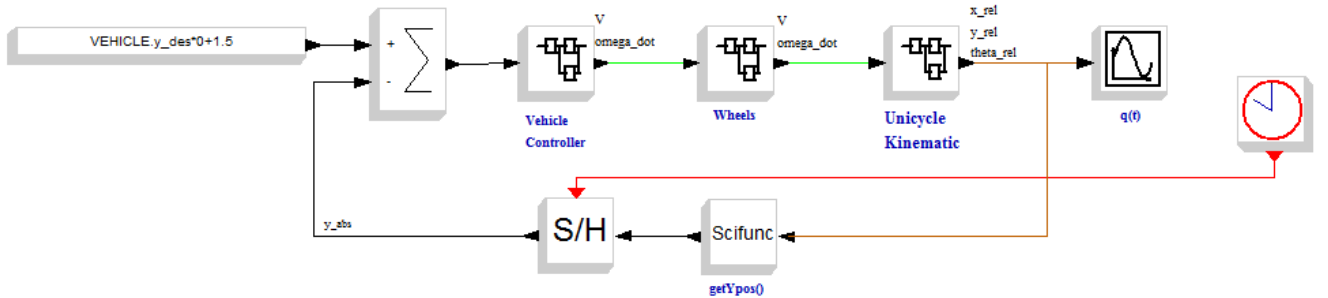 VEHICLE.y_des*0+1.5
+
-
V
omega_dot
Vehicle
Controller
V
omega_dot
Wheels
x_rel
y_rel
theta_rel
Unicycle
Kinematic
q(t)
y_abs
S/H
Scifunc
getYpos()